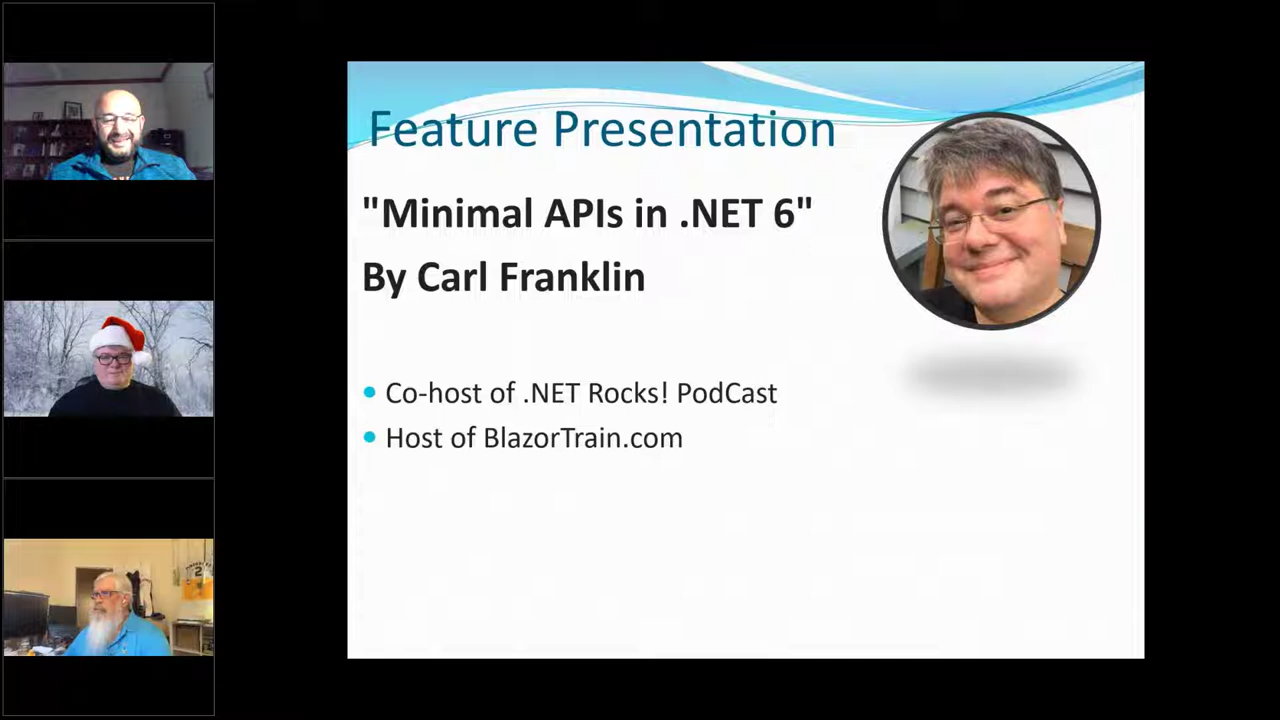 Feature Presentation
"Minimal APIs in .NET 6"
By Carl Franklin
• Co-host of .NET Rocks! PodCast
• Host of BlazorTrain.com